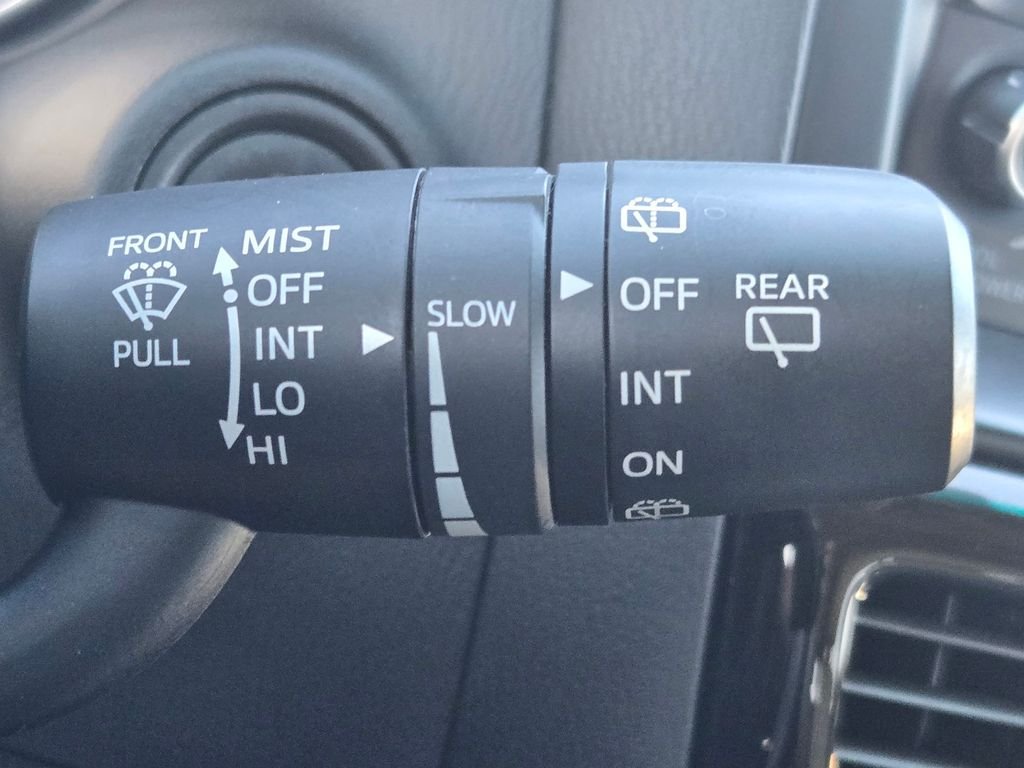 FRONT
PULL
MIST
OFF
INT
LO
HI
SLOW
OFF
INT
ON
REAR